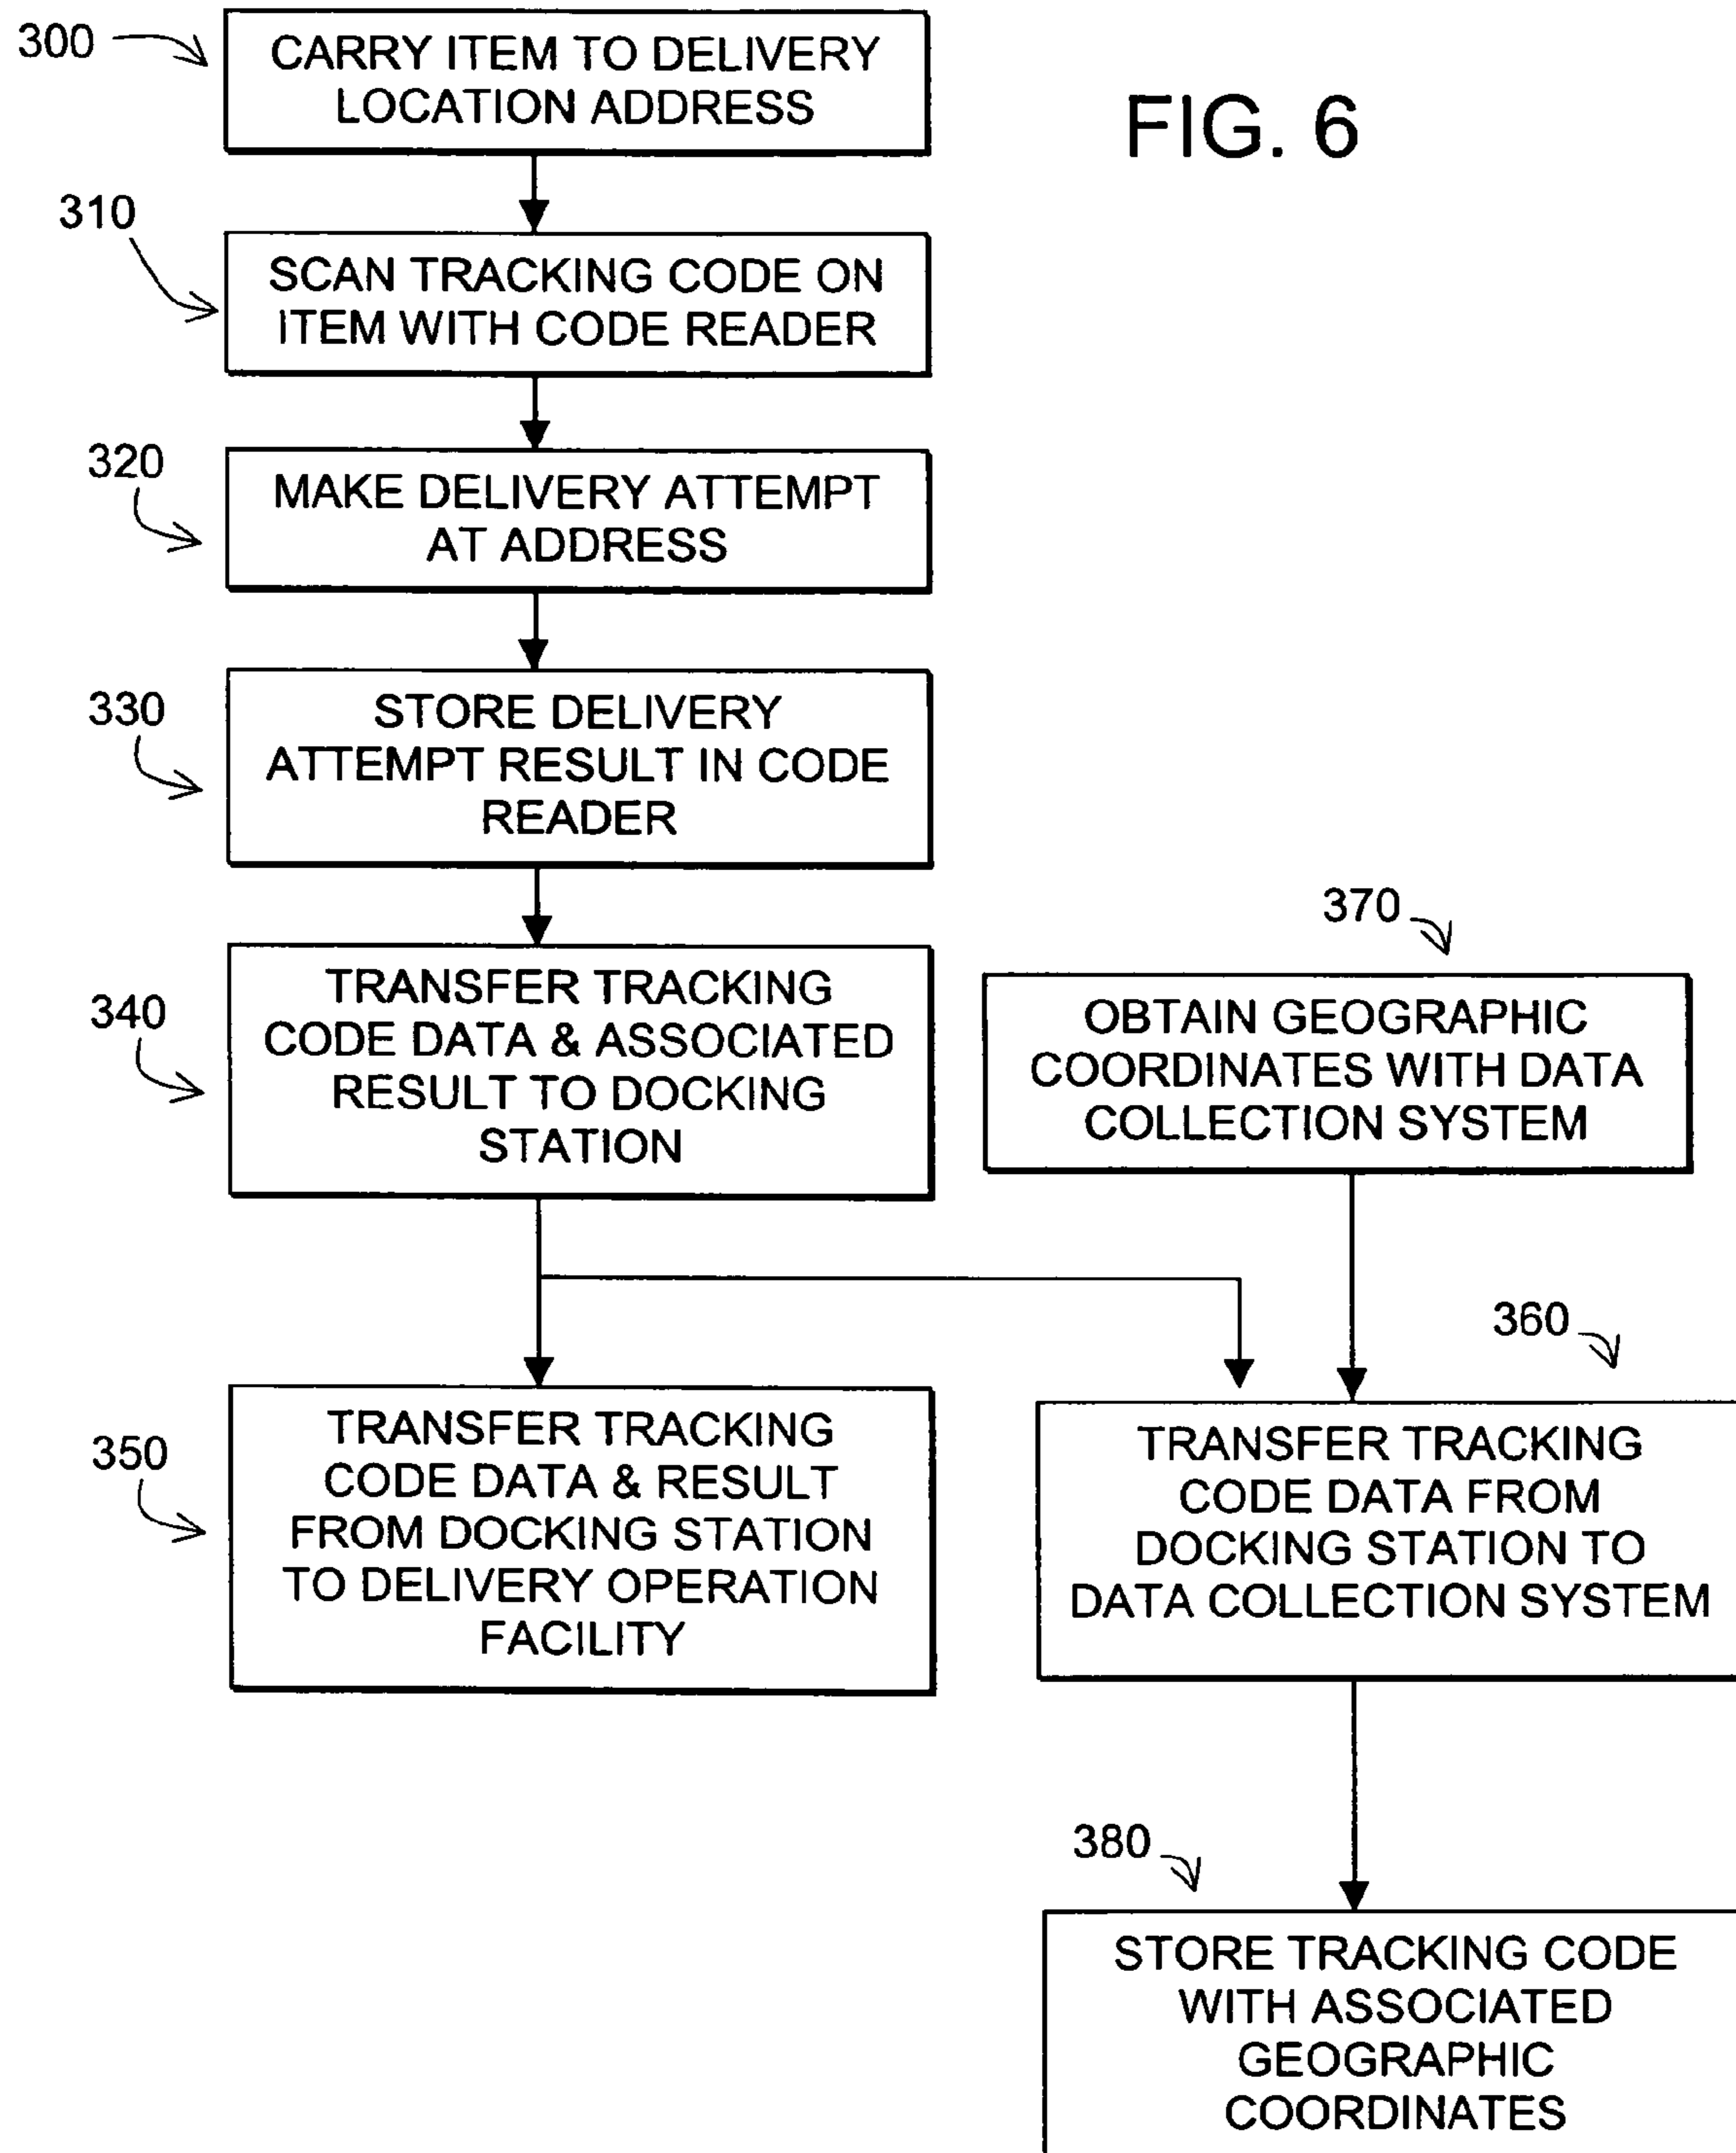 300
CARRY ITEM TO DELIVERY
LOCATION ADDRESS
FIG. 6
310
SCAN TRACKING CODE ON
ITEM WITH CODE READER
320
MAKE DELIVERY ATTEMPT
AT ADDRESS
330
STORE DELIVERY
ATTEMPT RESULT IN CODE
READER
340
TRANSFER TRACKING
CODE DATA & ASSOCIATED
RESULT TO DOCKING
STATION
370
OBTAIN GEOGRAPHIC
COORDINATES WITH DATA
COLLECTION SYSTEM
350
TRANSFER TRACKING
CODE DATA & RESULT
FROM DOCKING STATION
TO DELIVERY OPERATION
FACILITY
360
TRANSFER TRACKING
CODE DATA FROM
DOCKING STATION TO
DATA COLLECTION SYSTEM
380
STORE TRACKING CODE
WITH ASSOCIATED
GEOGRAPHIC
COORDINATES